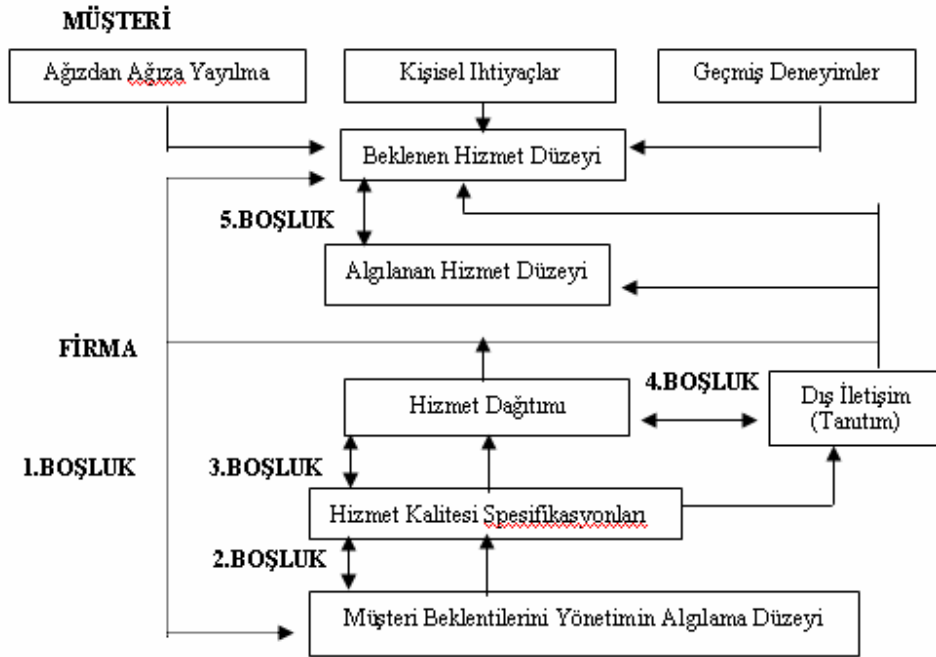 MÜŞTERİ
Ağızdan Ağıza Yayılma
Kişisel Ihtiyaçlar
Geçmiş Deneyimler
Beklenen Hizmet Düzeyi
5.BOŞLUK
Algılanan Hizmet Düzeyi
FİRMA
Hizmet Dağıtımı
4.BOŞLUK
Dış İletişim
(Tanıtım)
1.BOŞLUK
3.BOŞLUK
Hizmet Kalitesi Spesifikasyonları
2.BOŞLUK
Müşteri Beklentilerini Yönetimin Algılama Düzeyi